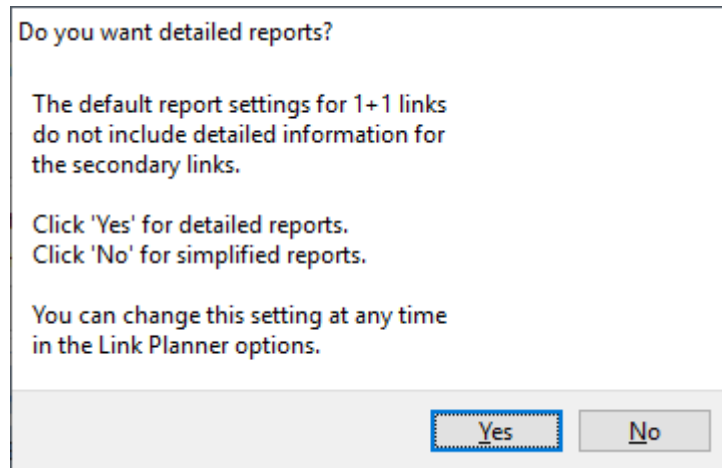 Do you want detailed reports?
The default report settings for 1+1 links
do not include detailed information for
the secondary links.
Click 'Yes' for detailed reports.
Click 'No' for simplified reports.
You can change this setting at any time
in the Link Planner options.
Yes
No